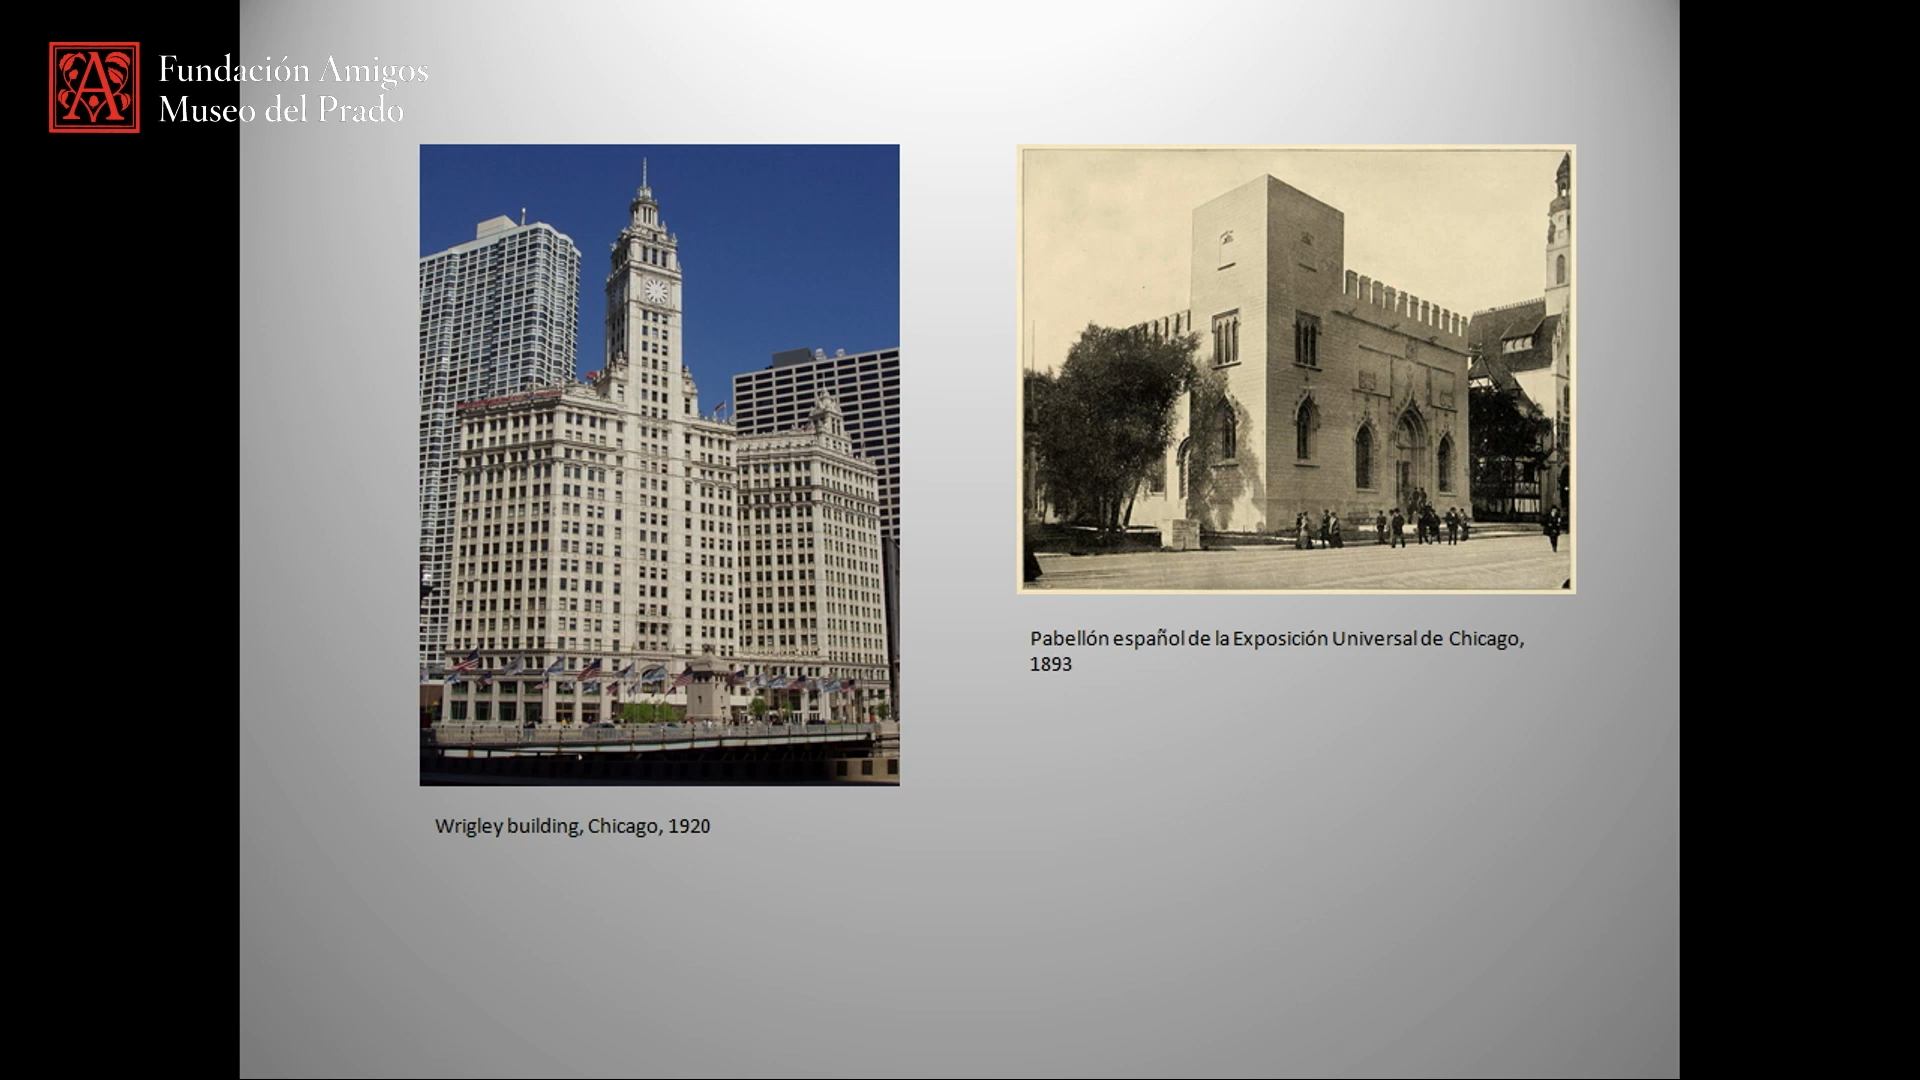 Fundación Amigos
Museo del Prado
Pabellón español de la Exposición Universal de Chicago,
1893
Wrigley building, Chicago, 1920